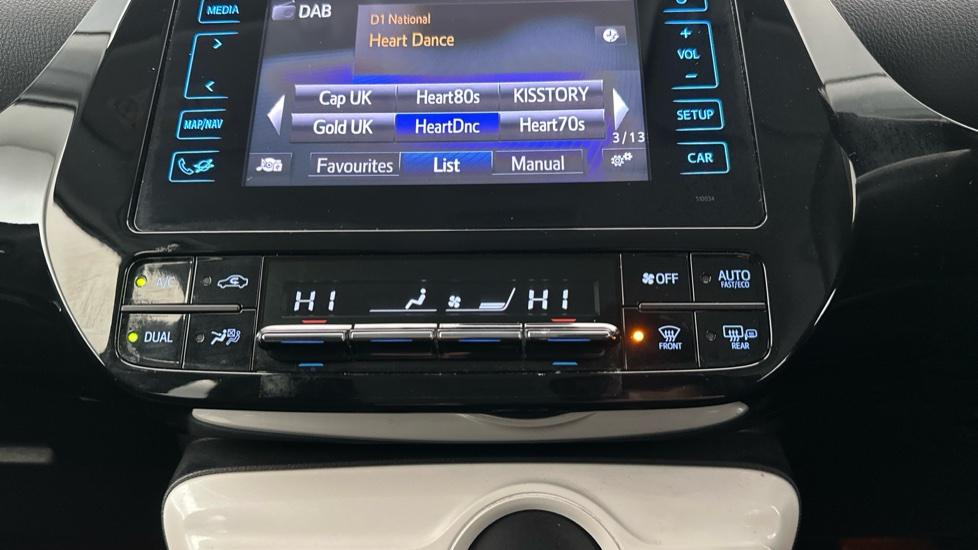 MEDIA
DAB
D1 National
Heart Dance
Cap UK
Heart80s
KISSTORY
Gold UK
HeartDnc
Heart70s
3/13
Favourites
List
Manual
MAP/NAV
+
VOL
-
SETUP
CAR
510034
A/C
DUAL
HI
HI
OFF
AUTO
FAST/ECO
FRONT
REAR